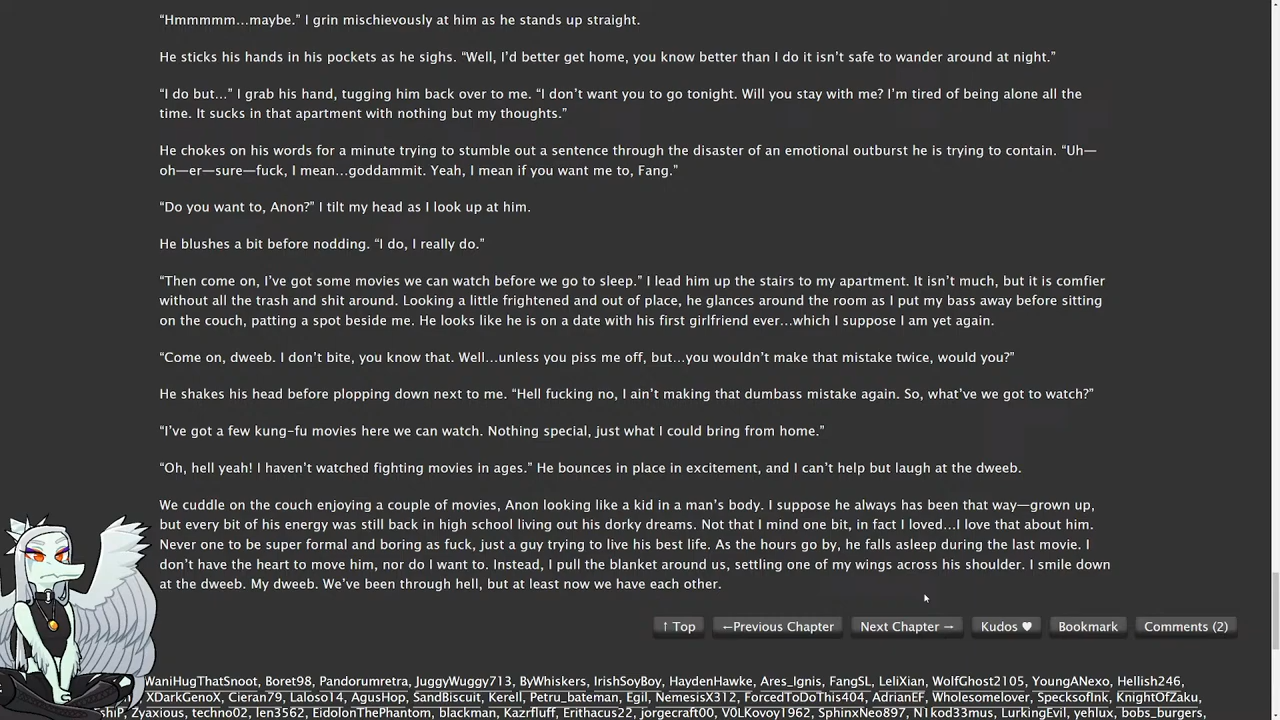 “Hmmmmm…maybe.” I grin mischievously at him as he stands up straight.
He sticks his hands in his pockets as he sighs. “Well, I’d better get home, you know better than I do it isn’t safe to wander around at night.”
“I do but…” I grab his hand, tugging him back over to me. “I don’t want you to go tonight. Will you stay with me? I’m tired of being alone all the
time. It sucks in that apartment with nothing but my thoughts.”
He chokes on his words for a minute trying to stumble out a sentence through the disaster of an emotional outburst he is trying to contain. “Uh—
oh—er—sure—fuck, I mean…goddammit. Yeah, I mean if you want me to, Fang.”
“Do you want to, Anon?” I tilt my head as I look up at him.
He blushes a bit before nodding. “I do, I really do.”
“Then come on, I’ve got some movies we can watch before we go to sleep.” I lead him up the stairs to my apartment. It isn’t much, but it is comfier
without all the trash and shit around. Looking a little frightened and out of place, he glances around the room as I put my bass away before sitting
on the couch, patting a spot beside me. He looks like he is on a date with his first girlfriend ever…which I suppose I am yet again.
“Come on, dweeb. I don’t bite, you know that. Well…unless you piss me off, but…you wouldn’t make that mistake twice, would you?”
He shakes his head before plopping down next to me. “Hell fucking no, I ain’t making that dumbass mistake again. So, what’ve we got to watch?”
“I’ve got a few kung-fu movies here we can watch. Nothing special, just what I could bring from home.”
“Oh, hell yeah! I haven’t watched fighting movies in ages.” He bounces in place in excitement, and I can’t help but laugh at the dweeb.
We cuddle on the couch enjoying a couple of movies, Anon looking like a kid in a man’s body. I suppose he always has been that way—grown up,
but every bit of his energy was still back in high school living out his dorky dreams. Not that I mind one bit, in fact I loved…I love that about him.
Never one to be super formal and boring as fuck, just a guy trying to live his best life. As the hours go by, he falls asleep during the last movie. I
don’t have the heart to move him, nor do I want to. Instead, I pull the blanket around us, settling one of my wings across his shoulder. I smile down
at the dweeb. My dweeb. We’ve been through hell, but at least now we have each other.
↑ Top ←Previous Chapter Next Chapter → Kudos ♥ Bookmark Comments (2)
WaniHugThatSnoot, Boret98, Pandorumretra, JuggyWuggy713, ByWhiskers, IrishSoyBoy, HaydenHawke, Ares_Ignis, FangSL, LeliXian, WolfGhost2105, YoungANexo, Hellish246,
XDarkGenoX, Cieran79, Laloso14, AgusHop, SandBiscuit, Kerell, Petru_bateman, Egil, NemesisX312, ForcedToDoThis404, AdrianEF, Wholesomelover, SpecksofInk, KnightOfZaku,
Zyaxious, techno02, len3562, EidolonThePhantom, blackman, Kazrfluff, Erithacus22, jorgecraft00, V0LKovoy1962, SphinxNeo897, N1kod33mus, LurkingEvil, yehlux, bobs_burgers,